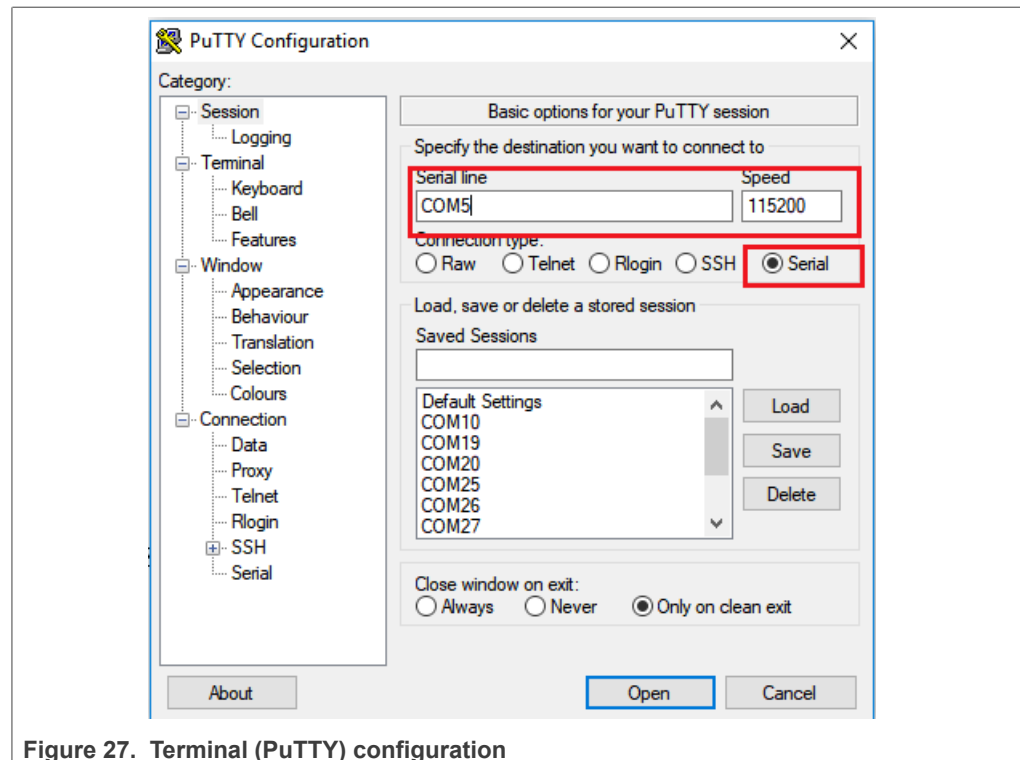 PuTTY Configuration
Category:
Session
Logging
Terminal
Keyboard
Bell
Features
Window
Appearance
Behaviour
Translation
Selection
Colours
Connection
Data
Proxy
Telnet
Rlogin
SSH
Serial
Basic options for your PuTTY session
Specify the destination you want to connect to
Serial line Speed
COM5 115200
Connection type:
Raw Telnet Rlogin SSH Serial
Load, save or delete a stored session
Saved Sessions
Default Settings
COM10
COM19
COM20
COM25
COM26
COM27
Load
Save
Delete
Close window on exit:
Always Never Only on clean exit
About Open Cancel
Figure 27. Terminal (PuTTY) configuration